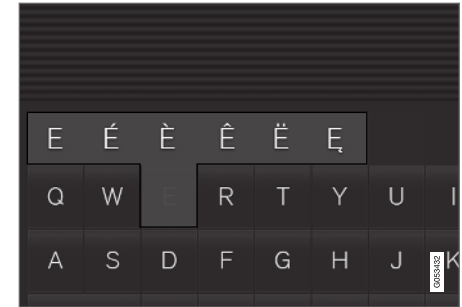 E É È Ê Ë Ę
Q W E R T Y U I
A S D F G H J K
G053432